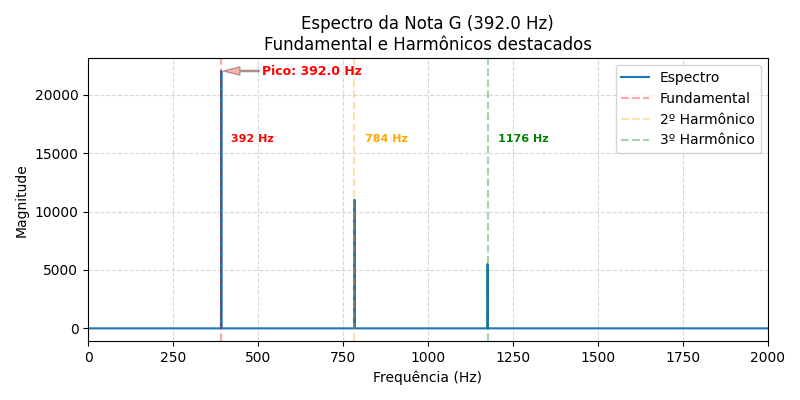 Espectro da Nota G (392.0 Hz)
Fundamental e Harmônicos destacados
Pico: 392.0 Hz
392 Hz
784 Hz
1176 Hz
Espectro
Fundamental
2º Harmônico
3º Harmônico
Magnitude
20000
15000
10000
5000
0
0 250 500 750 1000 1250 1500 1750 2000
Frequência (Hz)